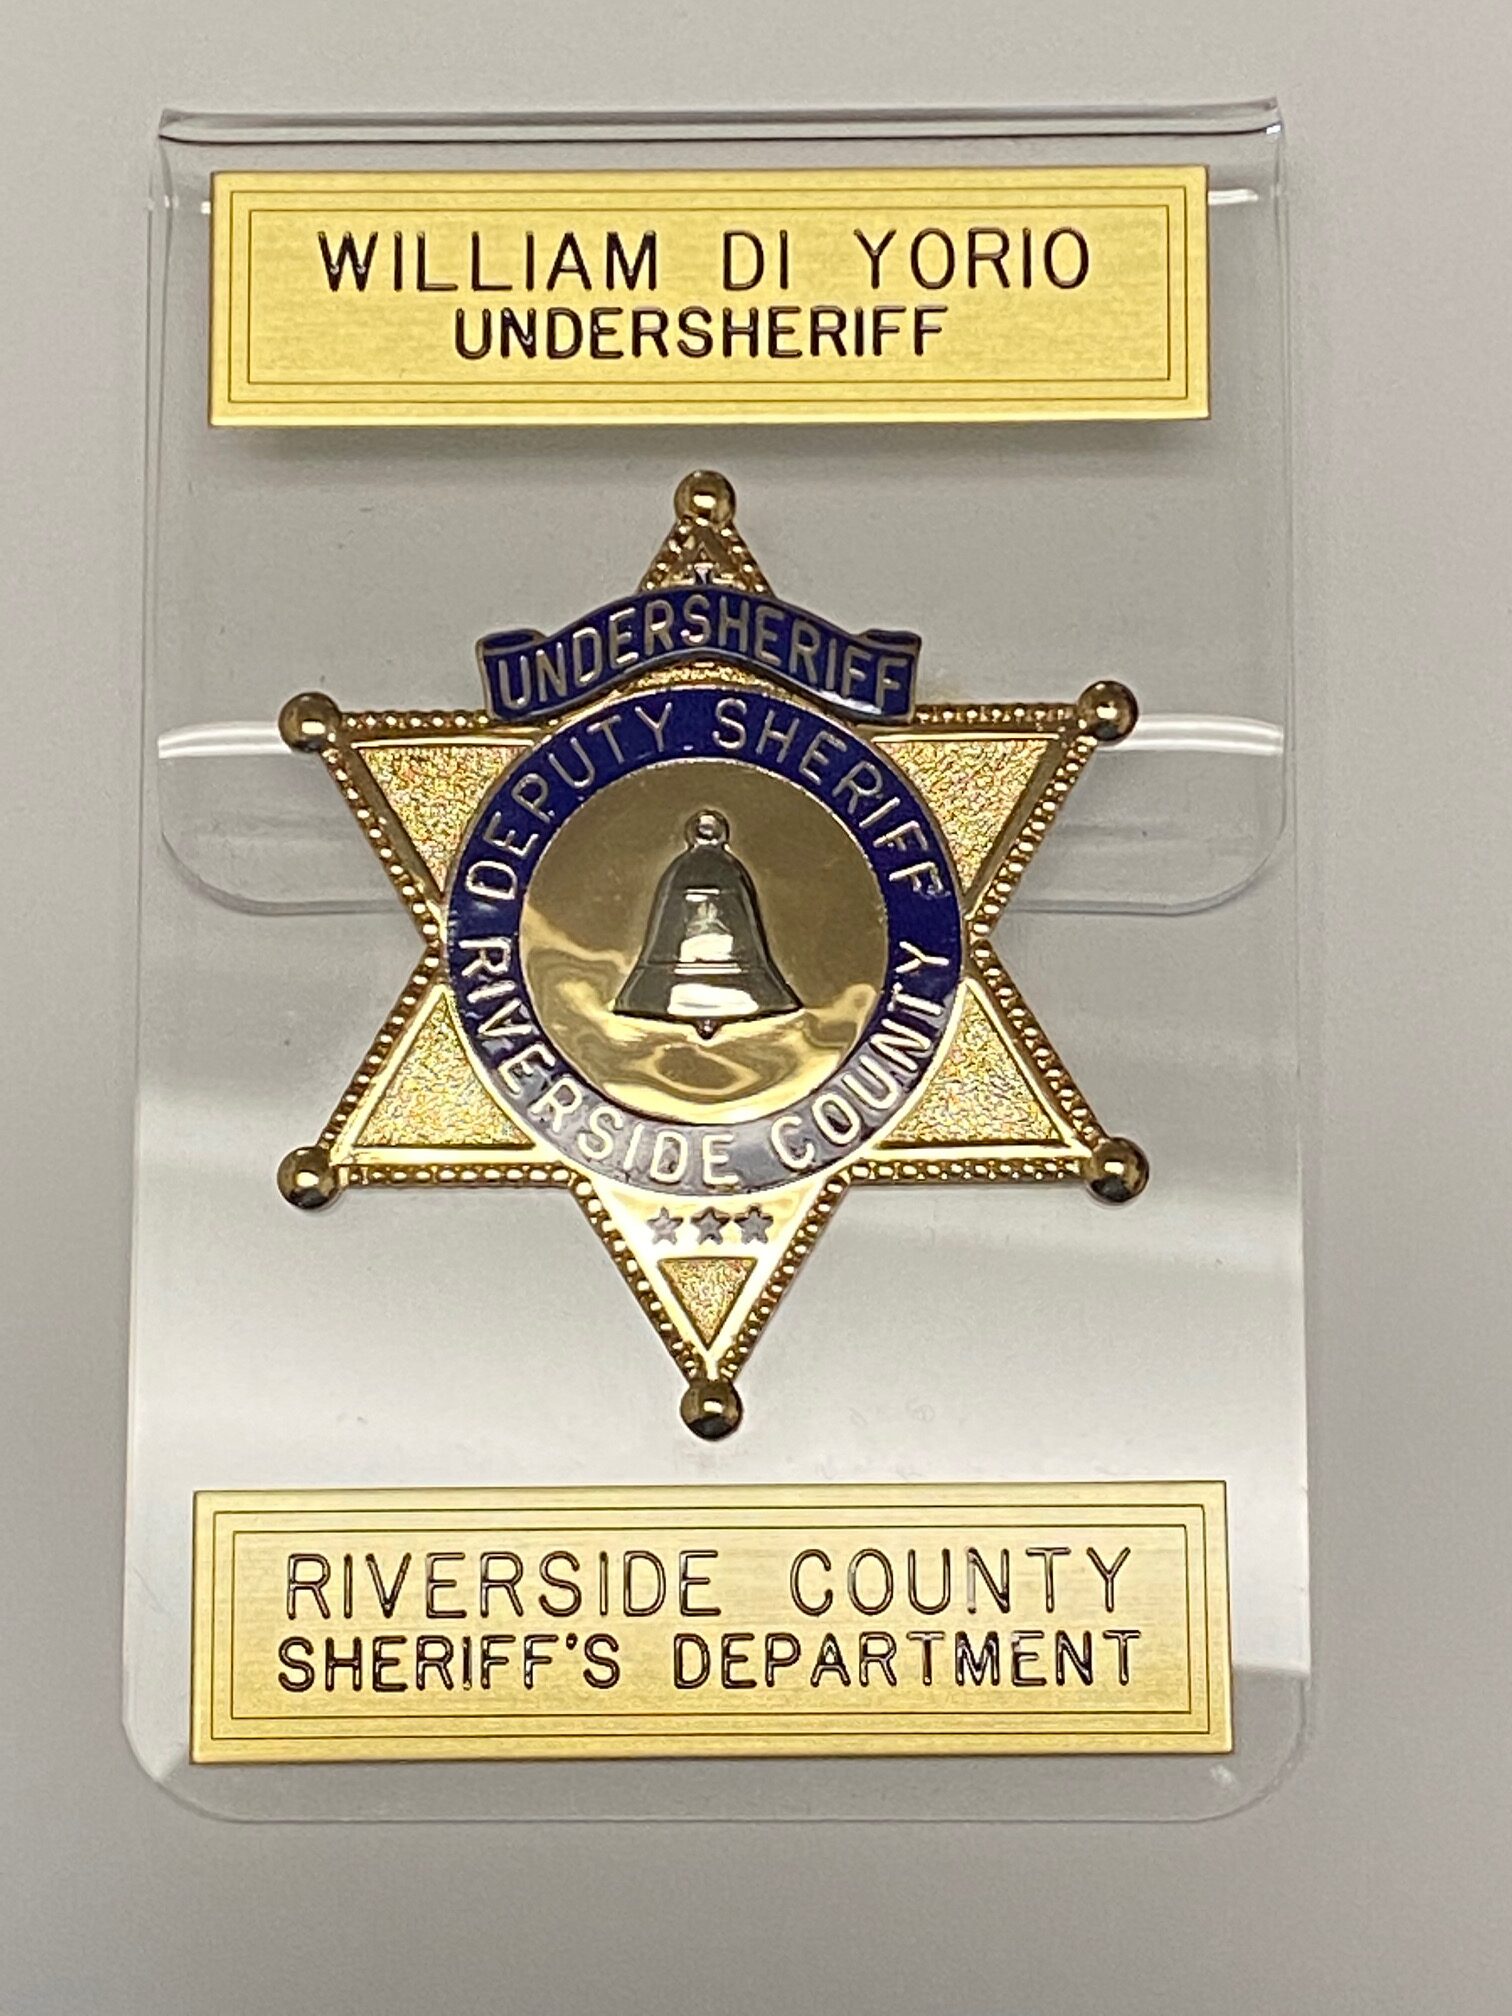 WILLIAM DI YORIO
UNDERSHERIFF
UNDERSHERIFF
DEPUTY SHERIFF
RIVERSIDE COUNTY
RIVERSIDE COUNTY
SHERIFF'S DEPARTMENT